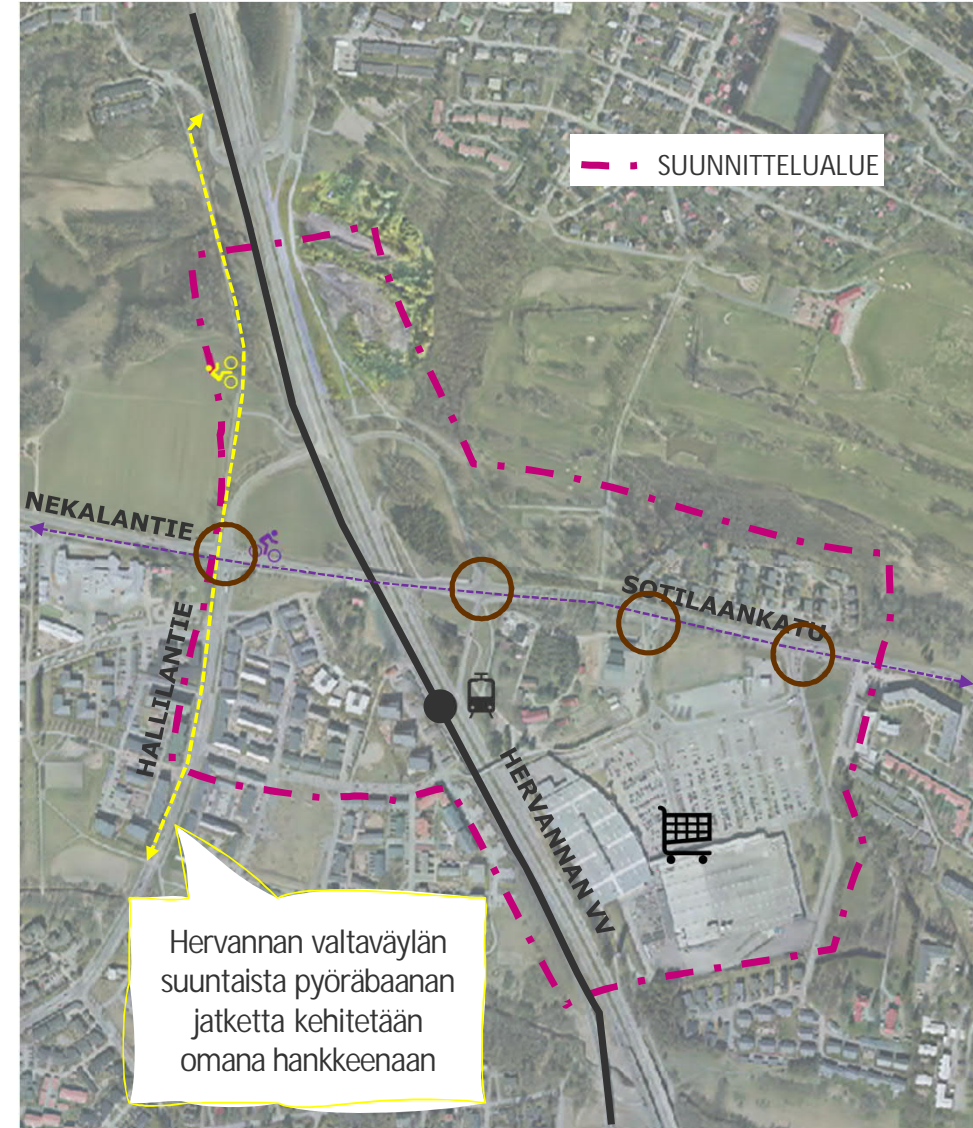 SUUNNITTELUALUE
NEKALANTIE
SOTILAANKATU
HALLILANTIE
HERVANNAN VV
Hervannan valtaväylän
suuntaista pyöräbaanan
jatketta kehitetään
omana hankkeenaan